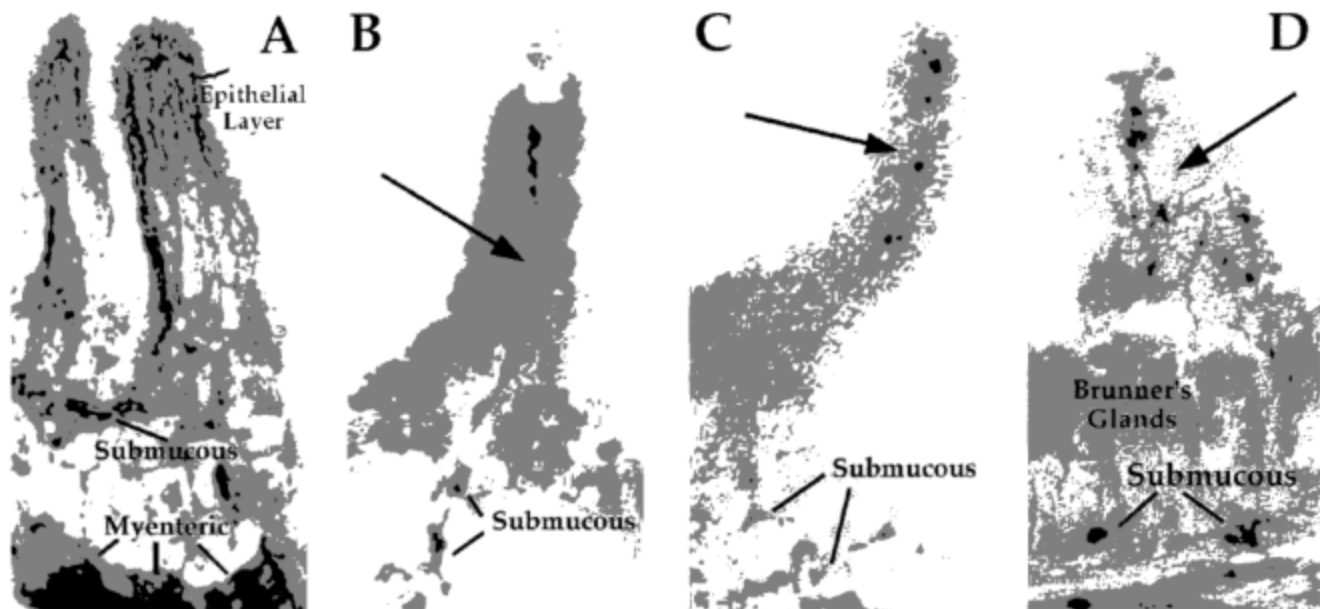 A
B
C
D
Epithelial
Layer
Submucous
Myenteric
Submucous
Submucous
Brunner's
Glands
Submucous